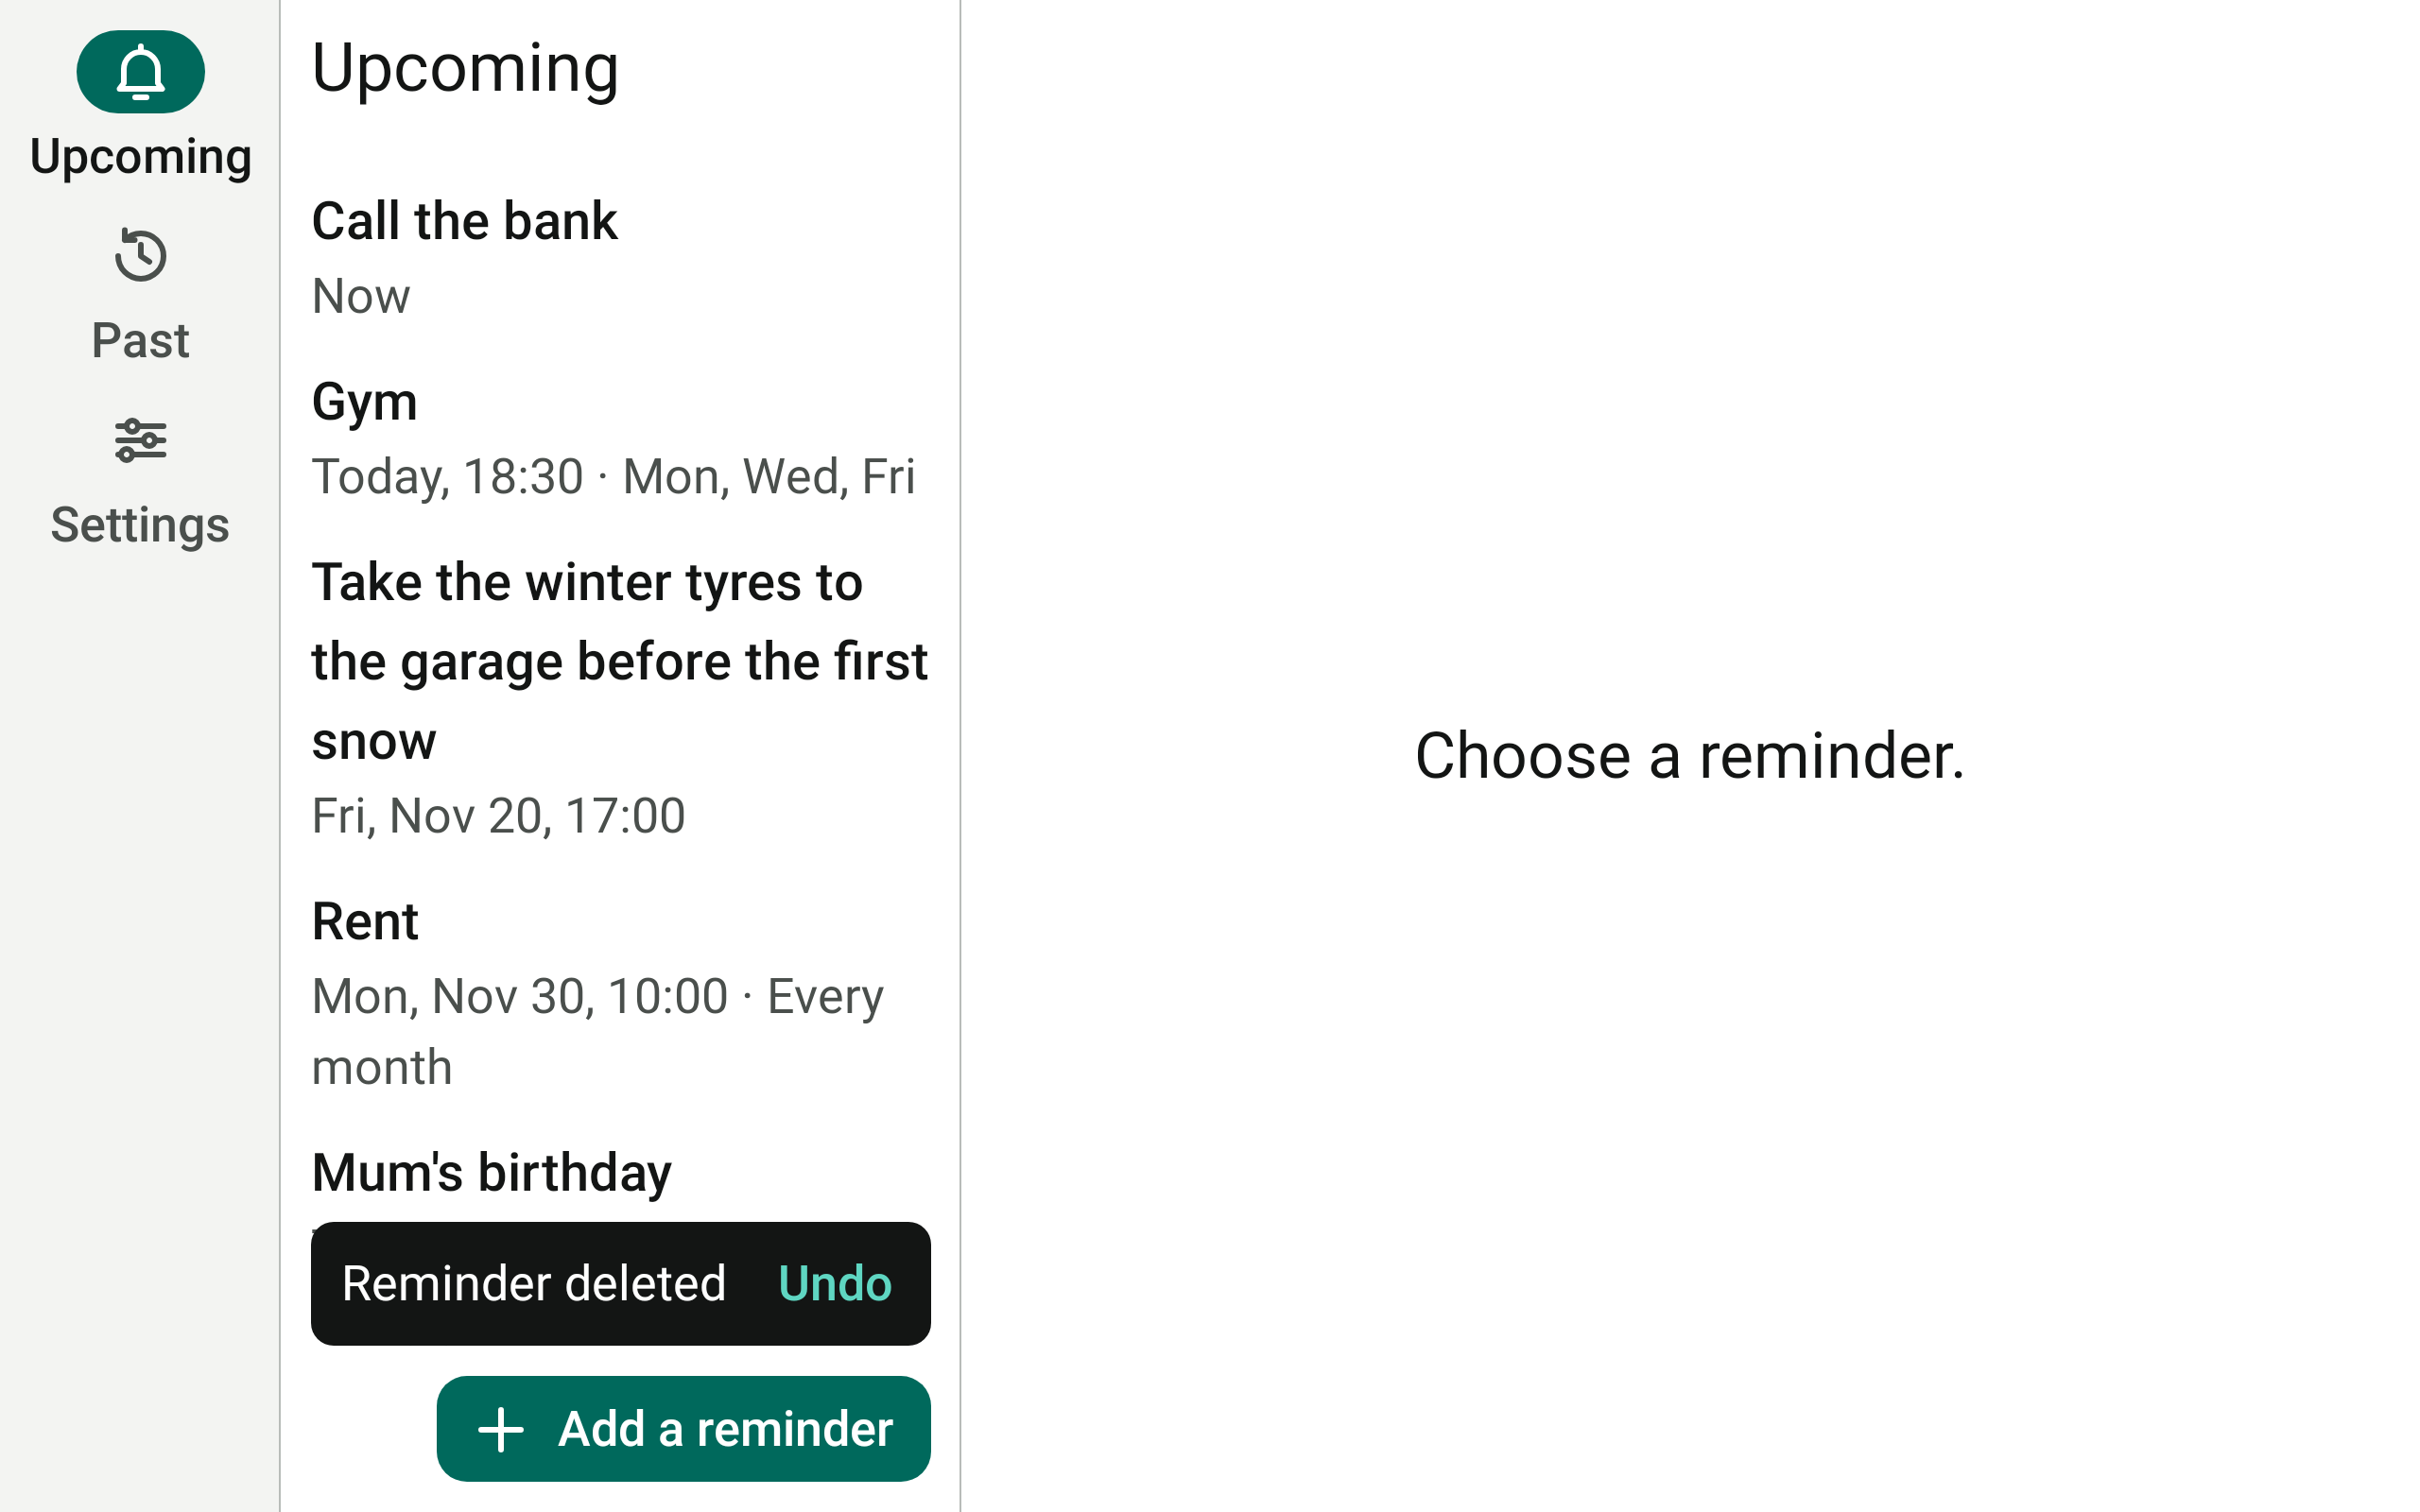 Upcoming
Past
Settings
Upcoming
Call the bank
Now
Gym
Today, 18:30 · Mon, Wed, Fri
Take the winter tyres to
the garage before the first
snow
Fri, Nov 20, 17:00
Rent
Mon, Nov 30, 10:00 · Every
month
Mum's birthday
Reminder deleted
Undo
Add a reminder
Choose a reminder.